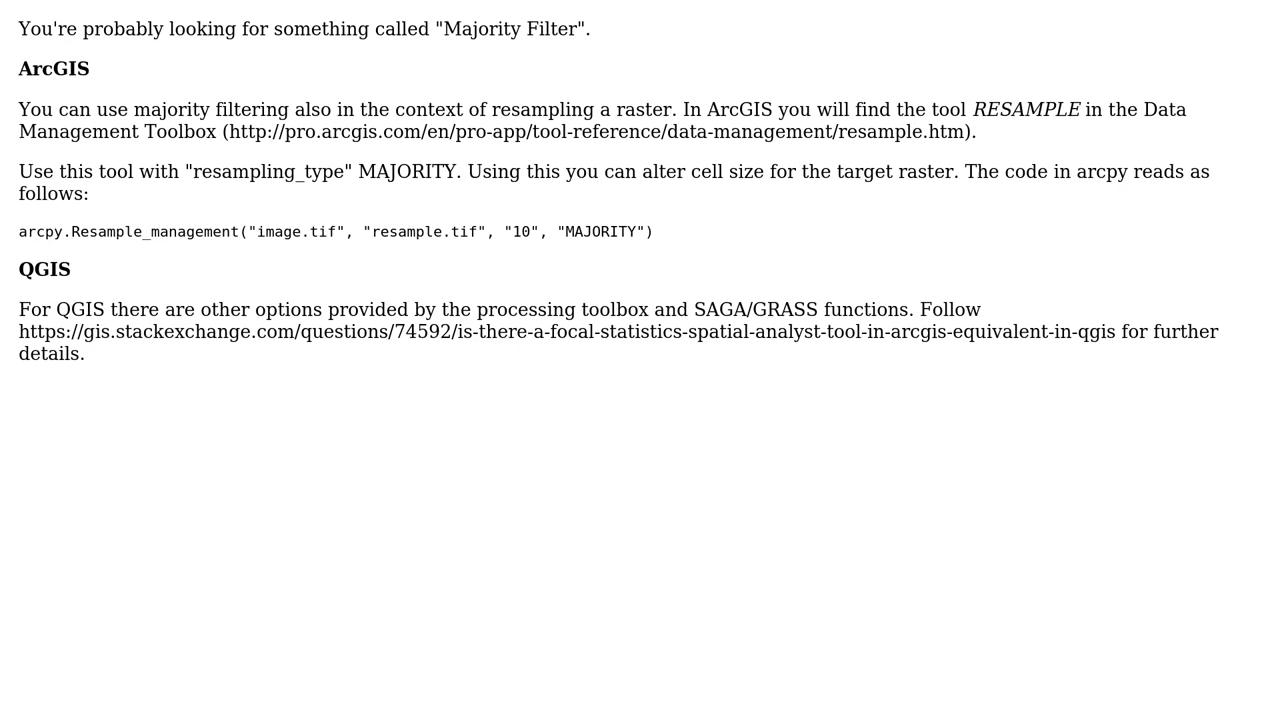 You're probably looking for something called "Majority Filter".
ArcGIS
You can use majority filtering also in the context of resampling a raster. In ArcGIS you will find the tool RESAMPLE in the Data
Management Toolbox (http://pro.arcgis.com/en/pro-app/tool-reference/data-management/resample.htm).
Use this tool with "resampling_type" MAJORITY. Using this you can alter cell size for the target raster. The code in arcpy reads as
follows:
arcpy.Resample_management("image.tif", "resample.tif", "10", "MAJORITY")
QGIS
For QGIS there are other options provided by the processing toolbox and SAGA/GRASS functions. Follow
https://gis.stackexchange.com/questions/74592/is-there-a-focal-statistics-spatial-analyst-tool-in-arcgis-equivalent-in-qgis for further
details.